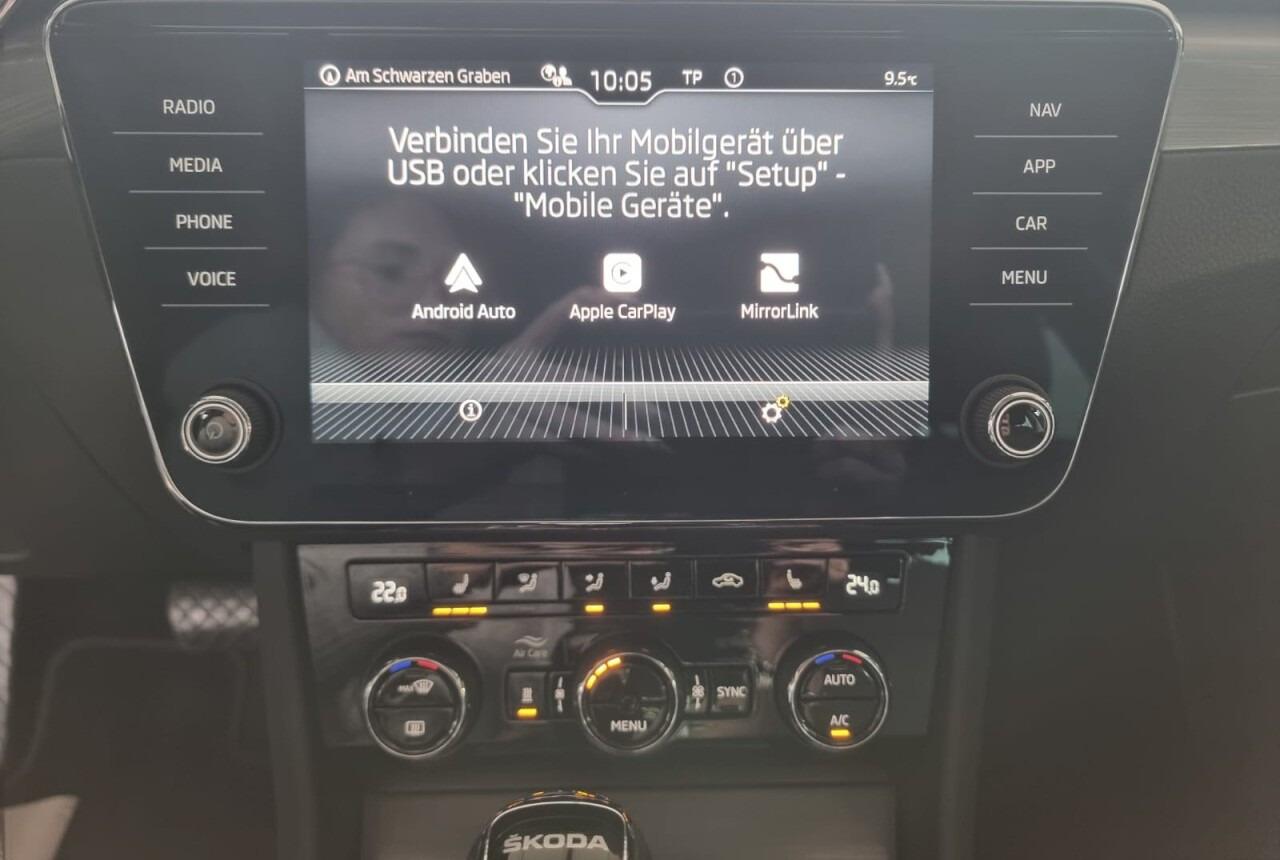 Am Schwarzen Graben
10:05
TP
1
9.5°C
RADIO
MEDIA
PHONE
VOICE
NAV
APP
CAR
MENU
Verbinden Sie Ihr Mobilgerät über
USB oder klicken Sie auf "Setup" -
"Mobile Geräte".
Android Auto
Apple CarPlay
MirrorLink
22.0
24.0
Air Care
MAX
MENU
SYNC
AUTO
A/C
ŠKODA